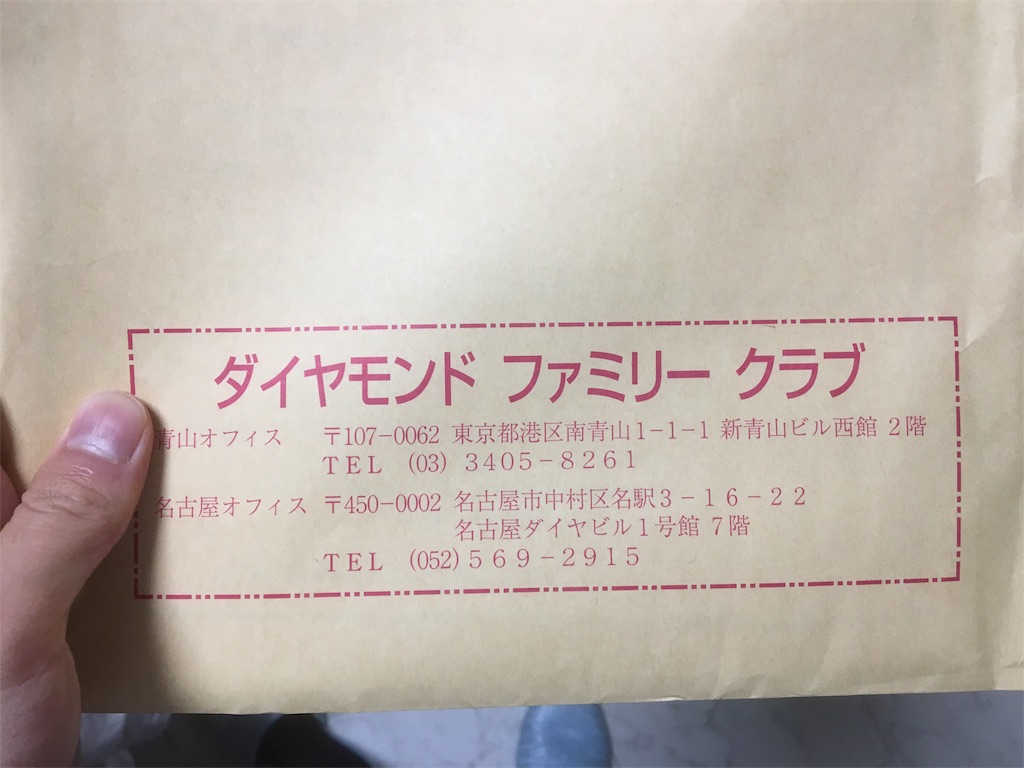 ダイヤモンド ファミリー クラブ
青山オフィス 〒107-0062 東京都港区南青山1-1-1 新青山ビル西館 2階
TEL (03) 3405-8261
名古屋オフィス 〒450-0002 名古屋市中村区名駅3-16-22
名古屋ダイヤビル1号館 7階
TEL (052) 569-2915